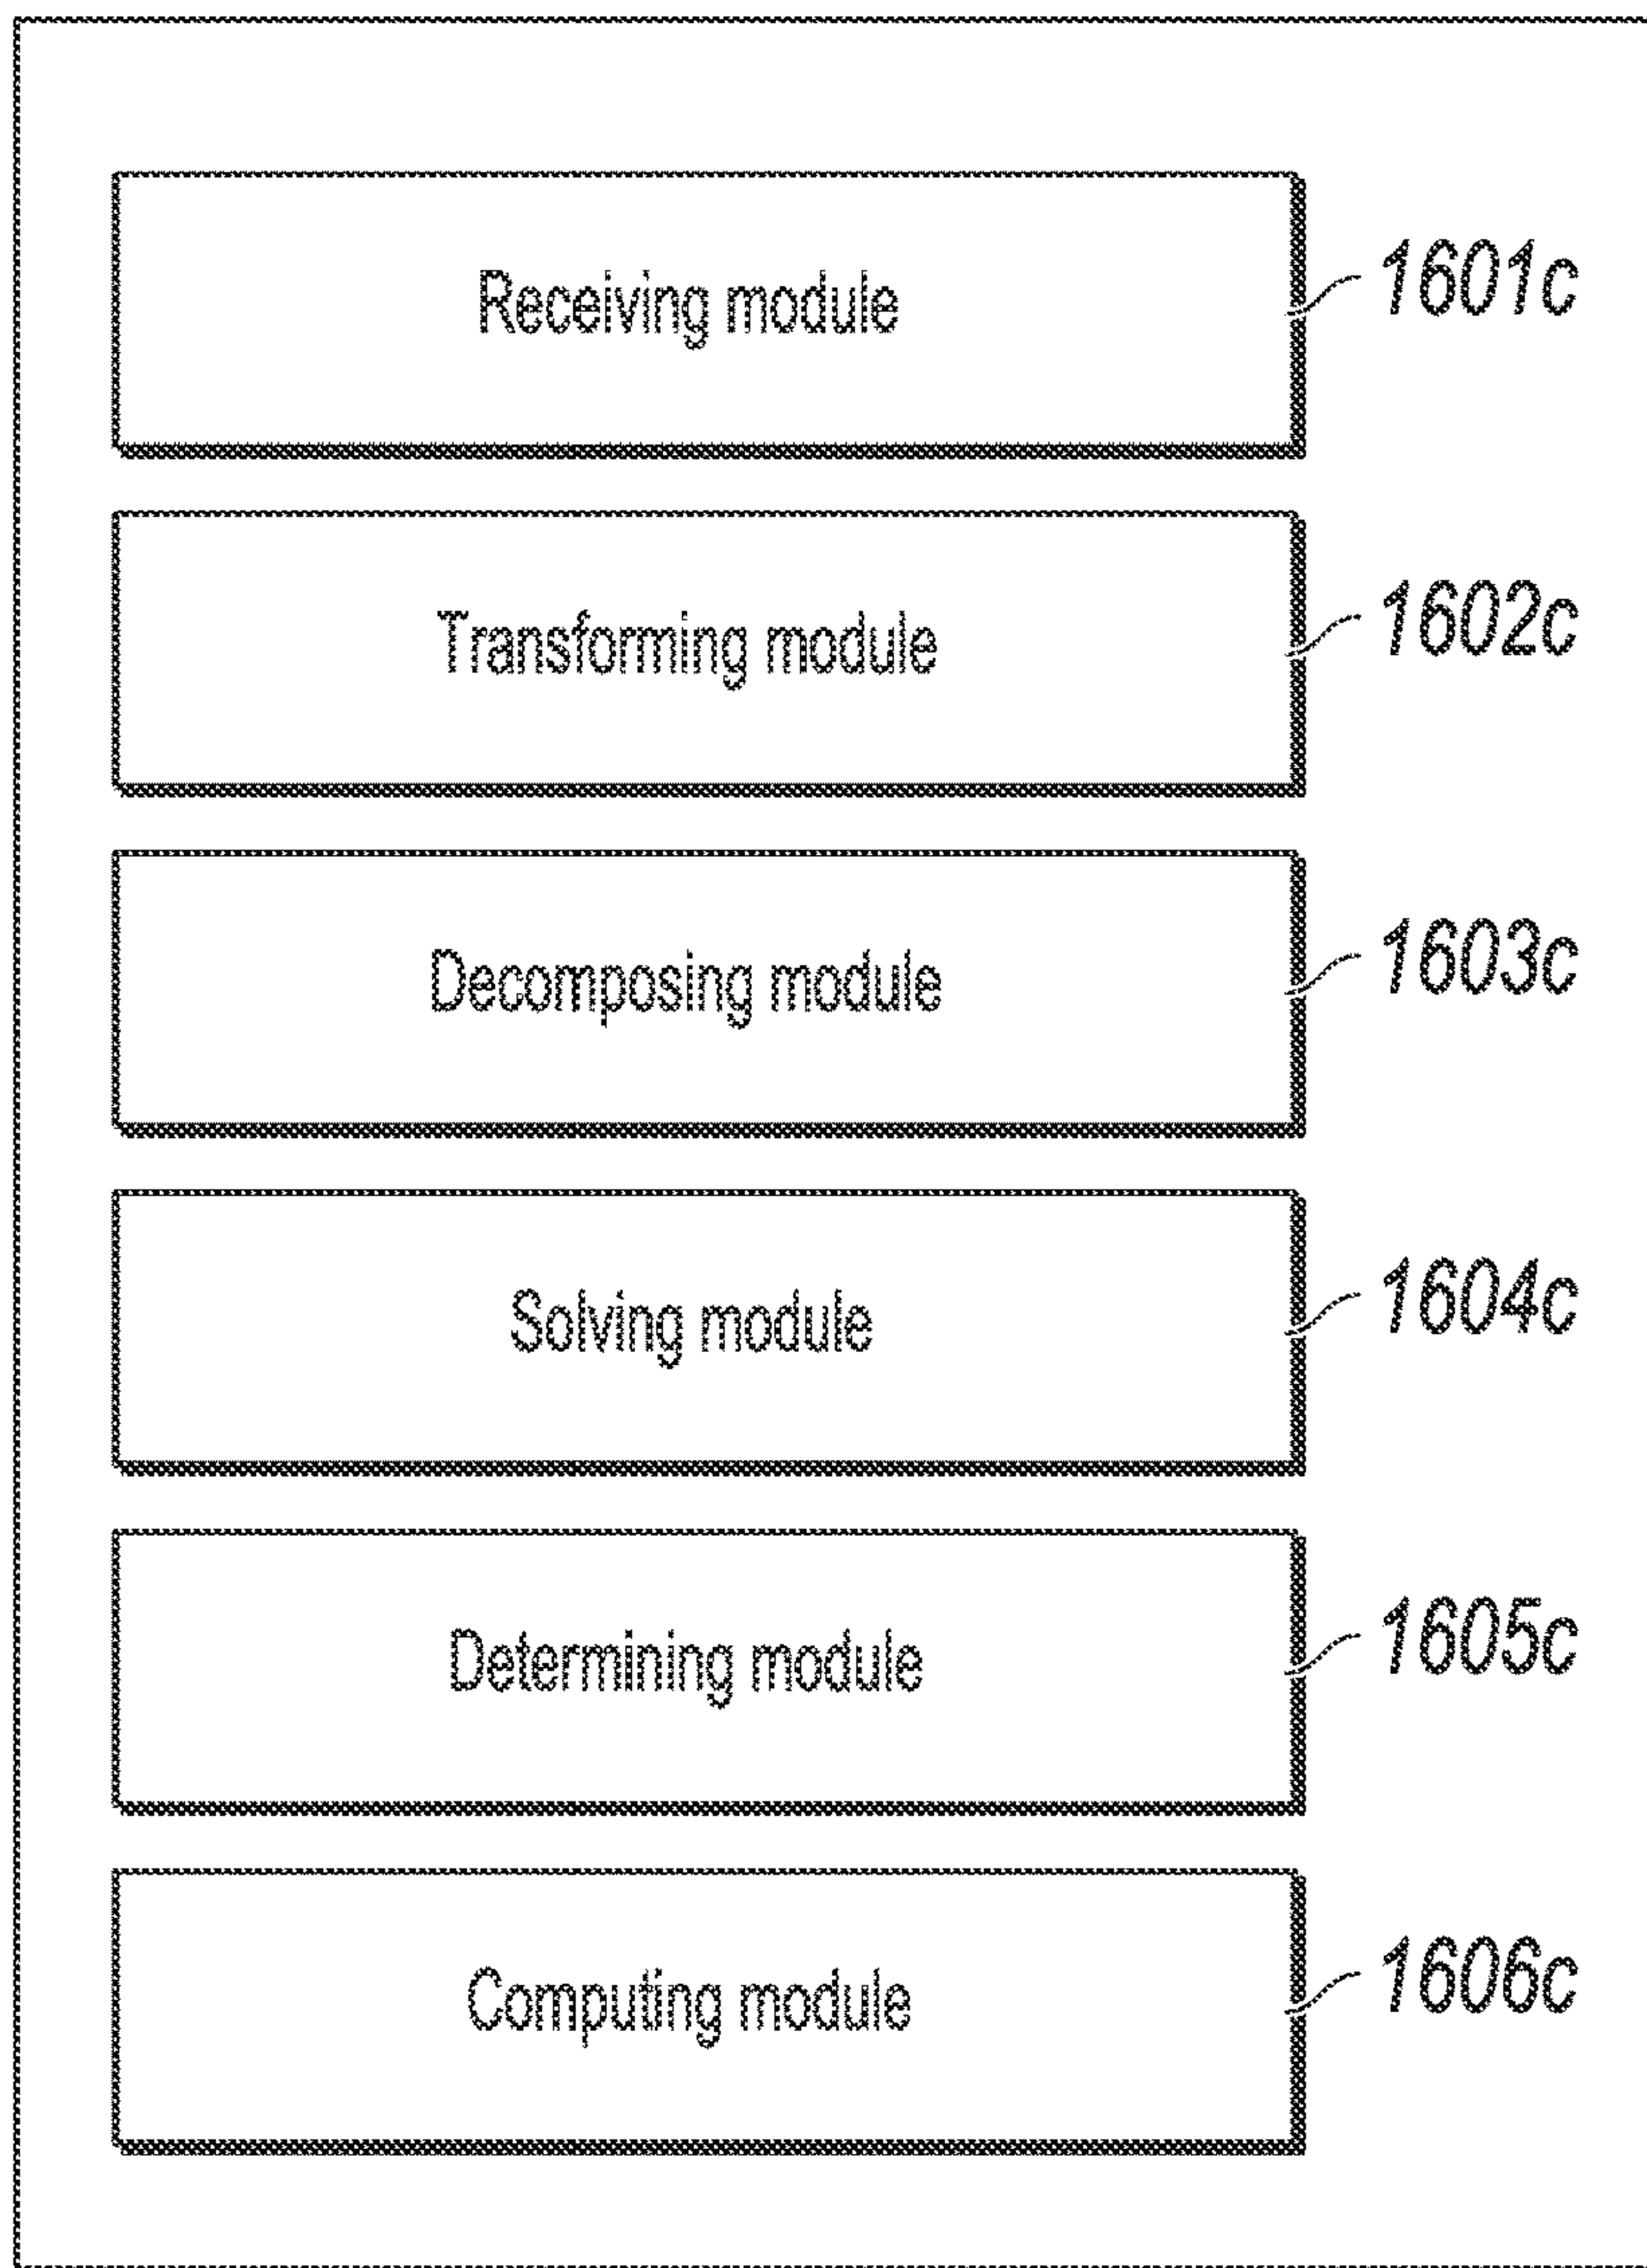 Receiving module 1601c
Transforming module 1602c
Decomposing module 1603c
Solving module 1604c
Determining module 1605c
Computing module 1606c